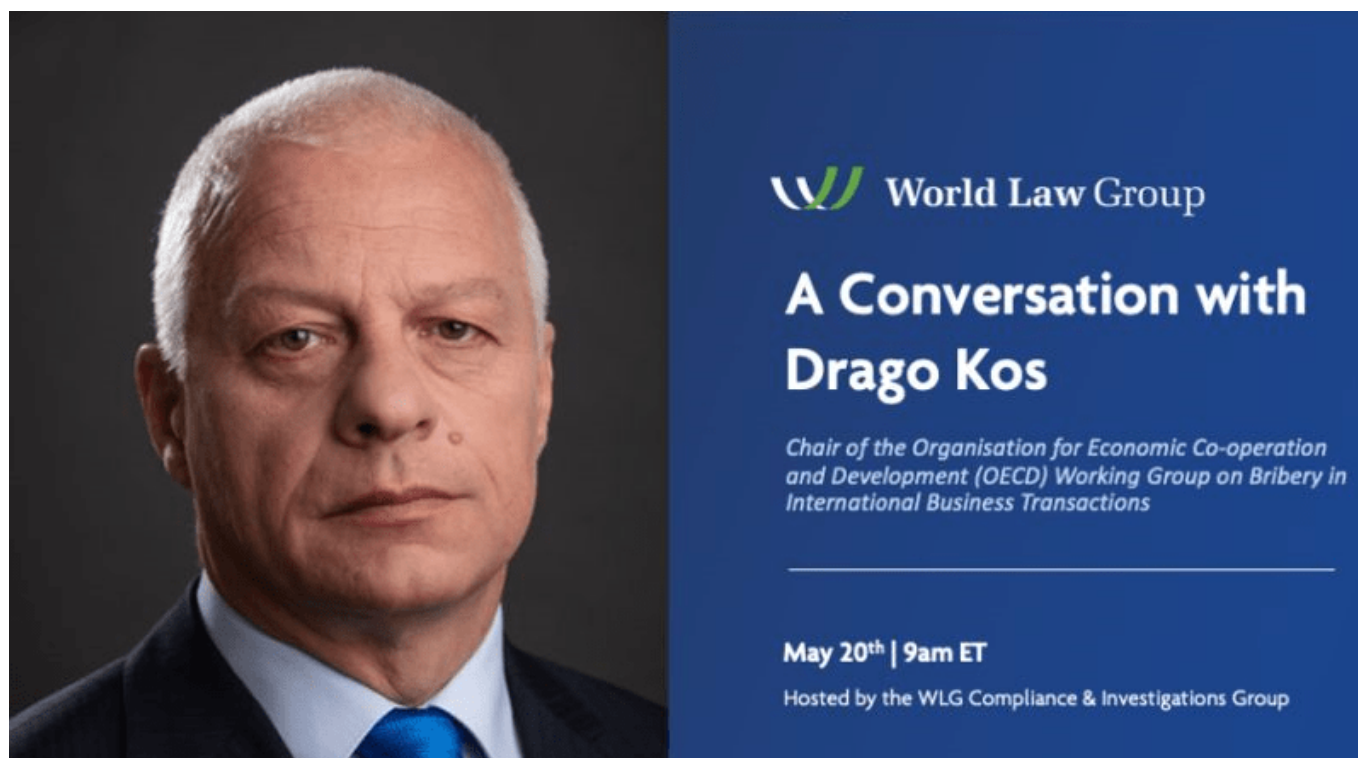 World Law Group
A Conversation with
Drago Kos
Chair of the Organisation for Economic Co-operation
and Development (OECD) Working Group on Bribery in
International Business Transactions
May 20th | 9am ET
Hosted by the WLG Compliance & Investigations Group